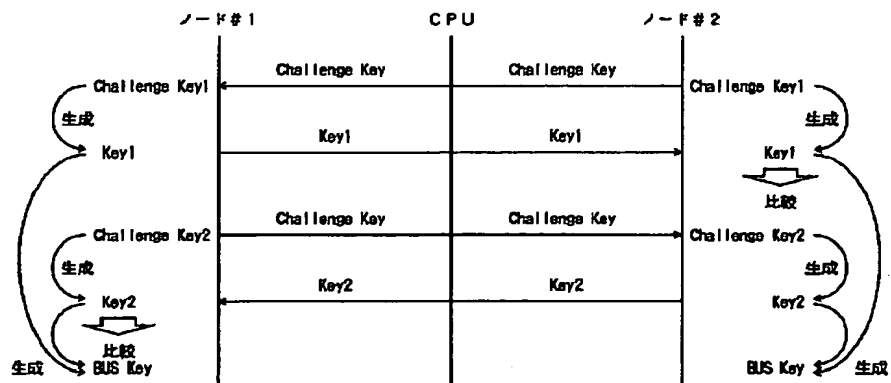 ノード#1 CPU ノード#2
Challenge Key Challenge Key
Challenge Key1 Challenge Key1
生成 生成
Key1 Key1
Key1 Key1
比較
Challenge Key Challenge Key
Challenge Key2 Challenge Key2
生成 生成
Key2 Key2
Key2 Key2
比較
生成 BUS Key BUS Key 生成